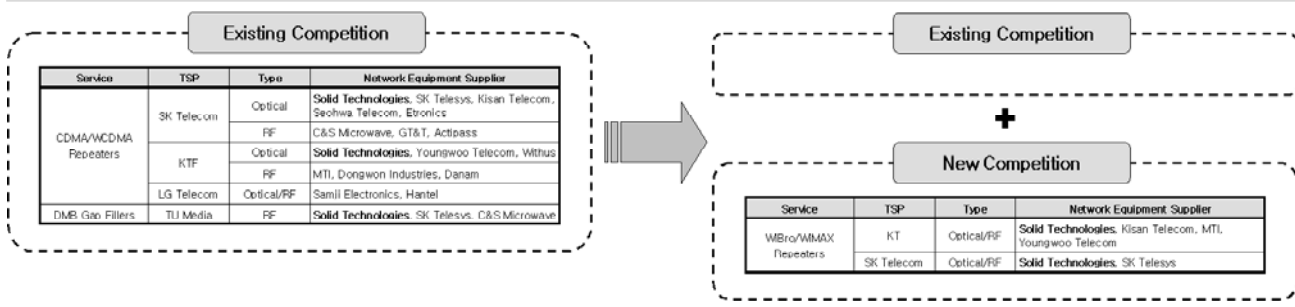 Existing Competition
Service TSP Type Network Equipment Supplier
CDMA/WCDMA Repeaters SK Telecom Optical Solid Technologies, SK Telesys, Kisan Telecom,
Seohwa Telecom, Etronics
RF C&S Microwave, GT&T, Actipass
KTF Optical Solid Technologies, Youngwoo Telecom, Withus
RF MTI, Dongwon Industries, Danam
LG Telecom Optical/RF Samji Electronics, Hantel
DMB Gap Fillers TU Media RF Solid Technologies, SK Telesys, C&S Microwave
Existing Competition
+
New Competition
Service TSP Type Network Equipment Supplier
WiBro/WiMAX Repeaters KT Optical/RF Solid Technologies, Kisan Telecom, MTI,
Youngwoo Telecom
SK Telecom Optical/RF Solid Technologies, SK Telesys